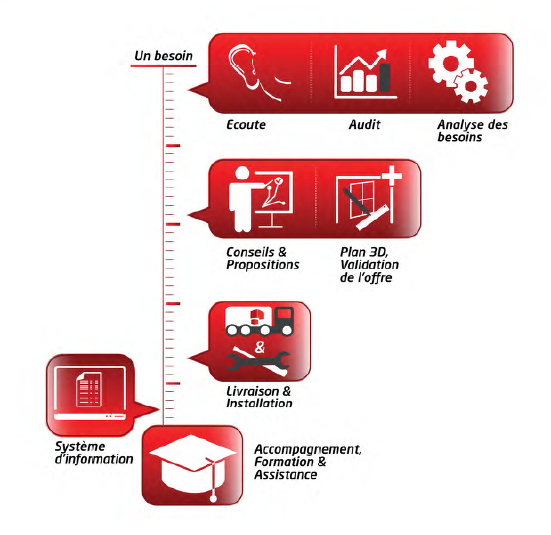 Un besoin
Ecoute
Audit
Analyse des
besoins
Conseils &
Propositions
Plan 3D,
Validation
de l'offre
&
Livraison &
Installation
Système
d'information
Accompagnement,
Formation &
Assistance